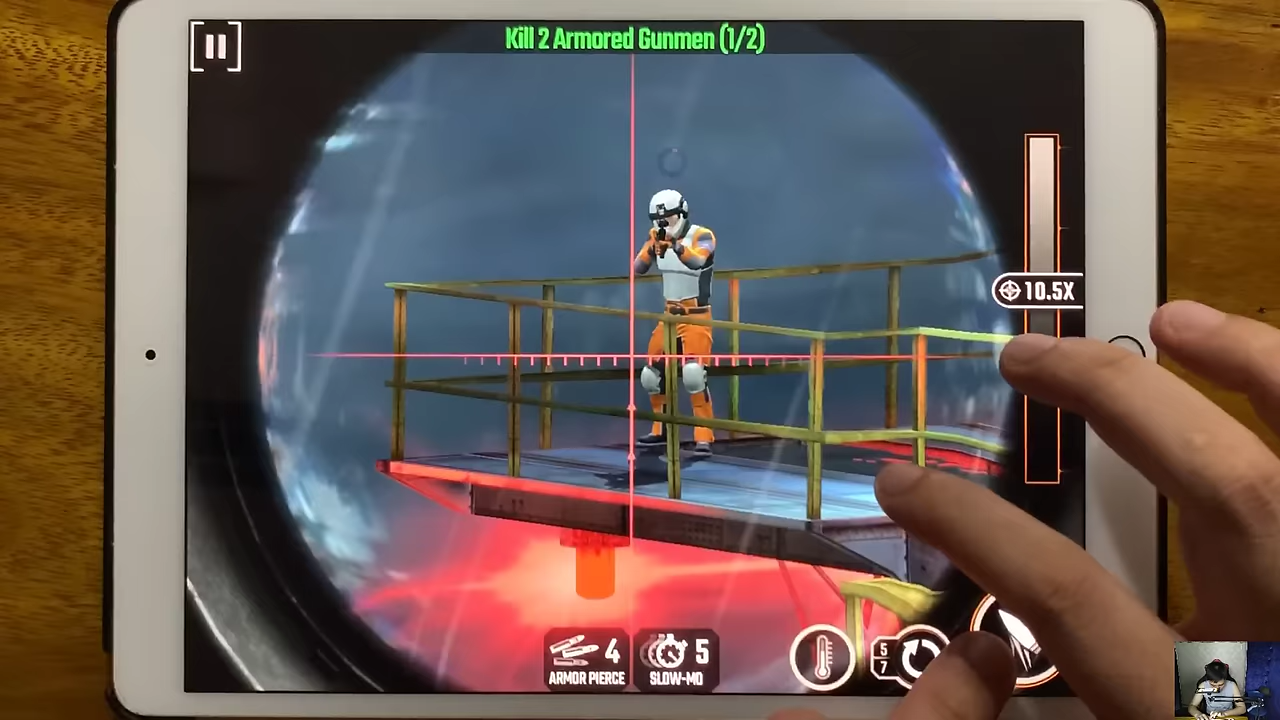 Kill 2 Armored Gunmen (1/2)
10.5X
4
ARMOR PIERCE
5
SLOW-MO
5
7